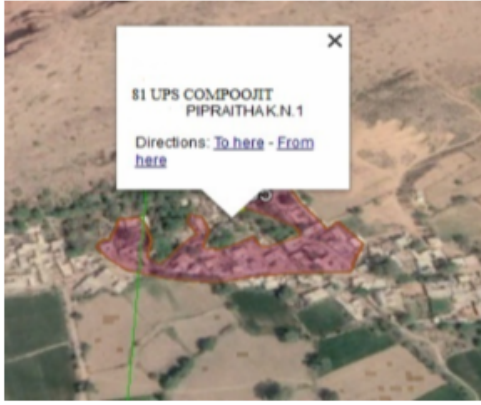 81 UPS COMPOOJIT
PIPRAITHA K.N.1
Directions: To here - From
here